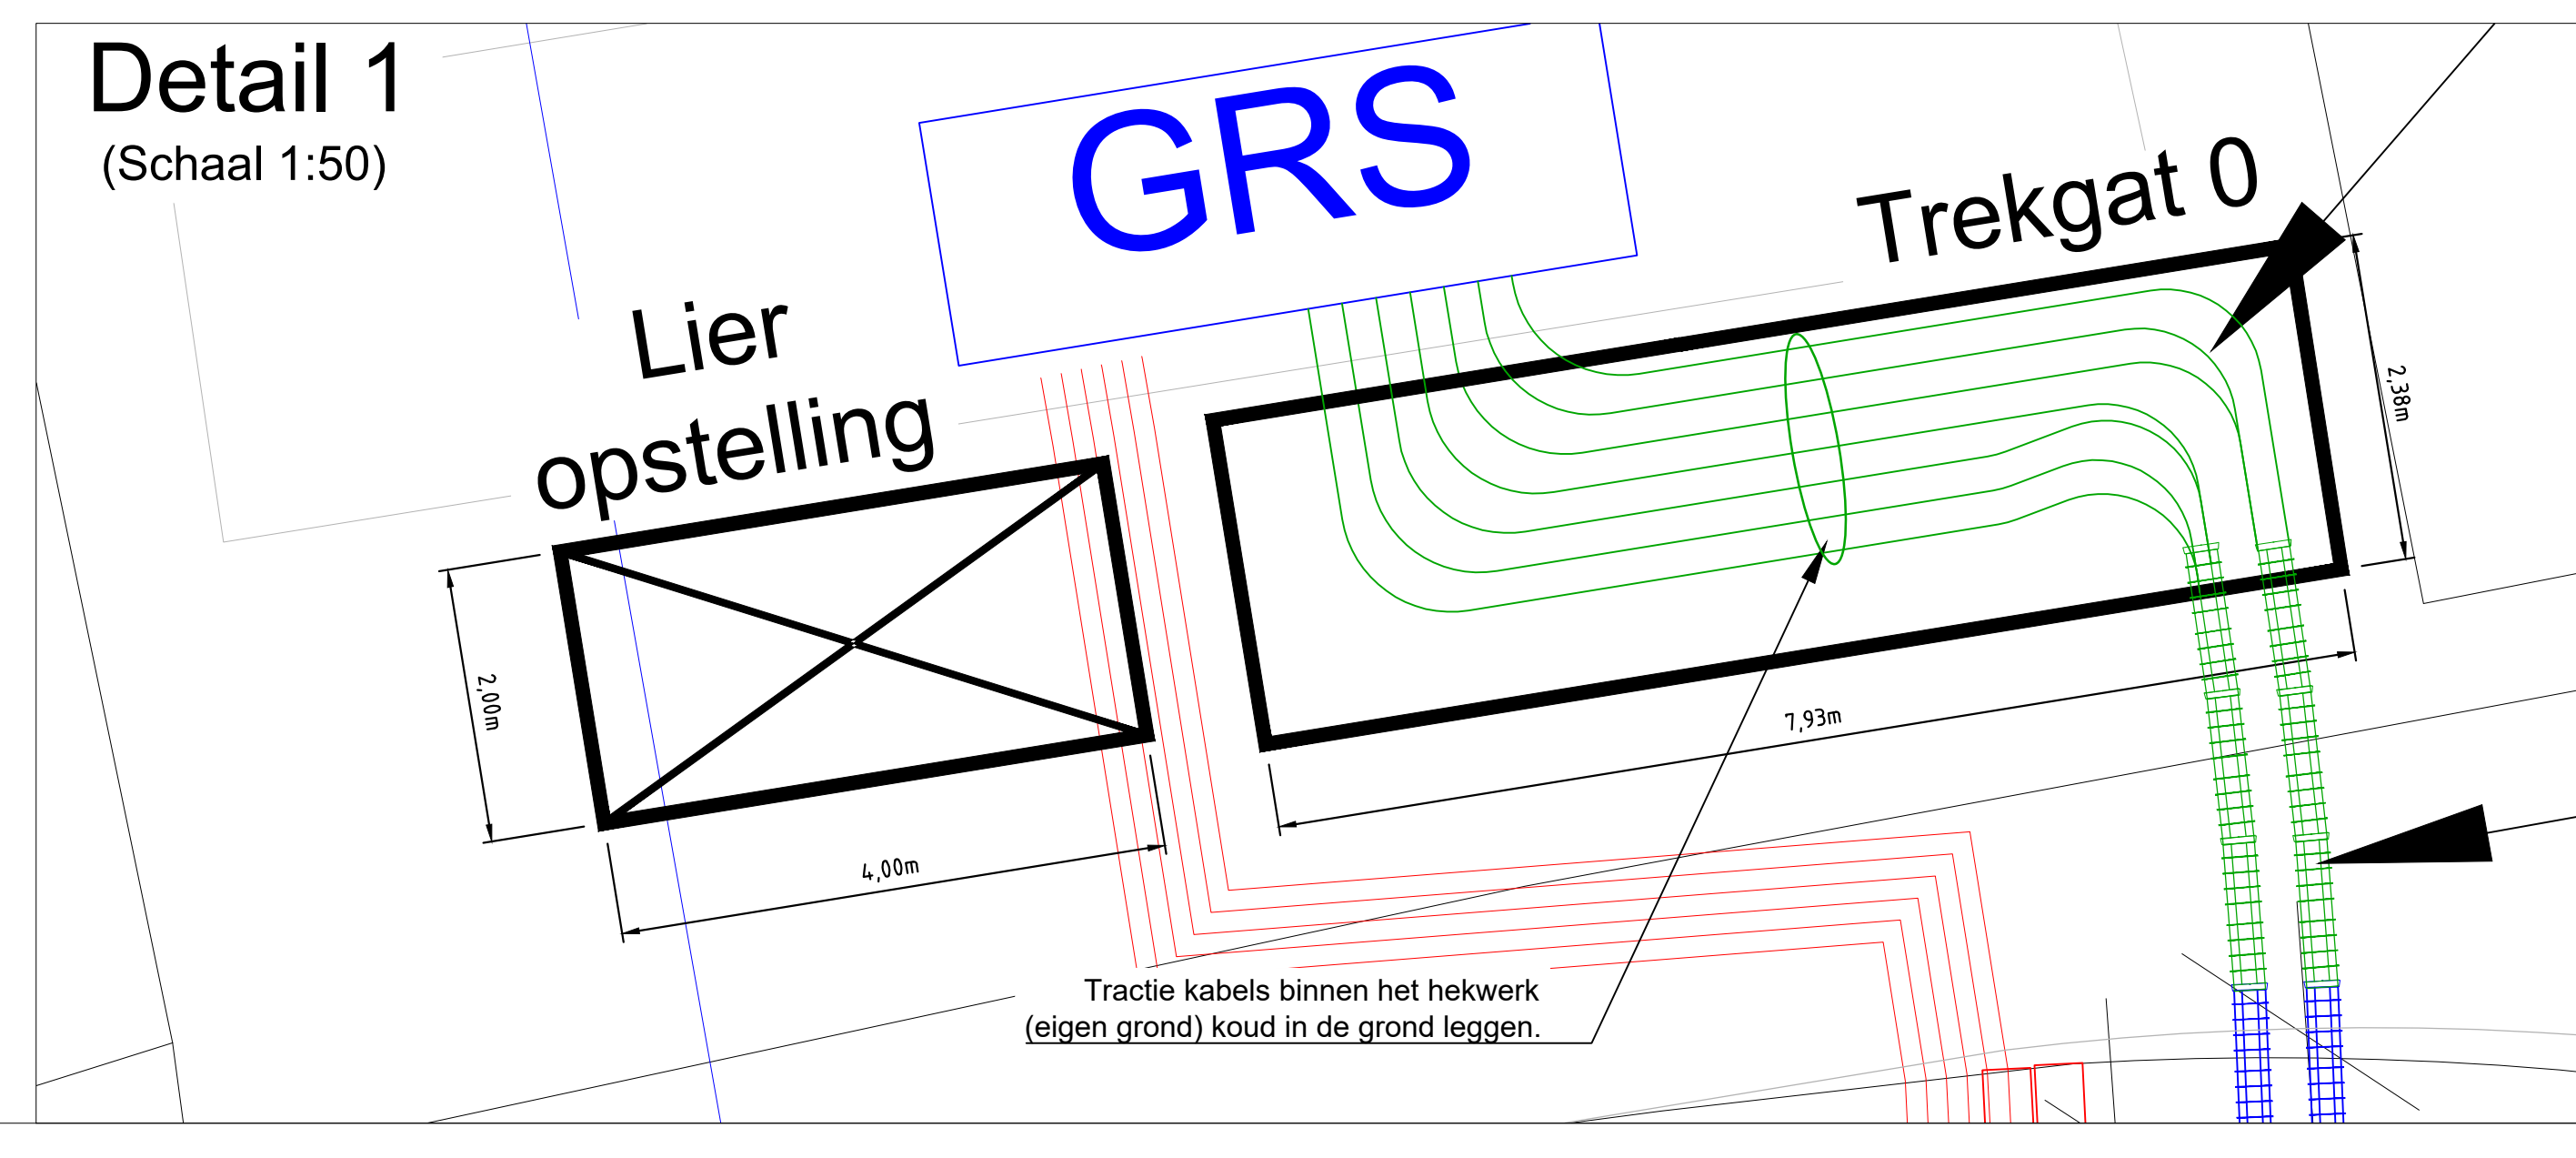 Detail 1
(Schaal 1:50)
GRS
Trekgat 0
Lier
opstelling
2,38m
2,00m
7,93m
4,00m
Tractie kabels binnen het hekwerk
(eigen grond) koud in de grond leggen.